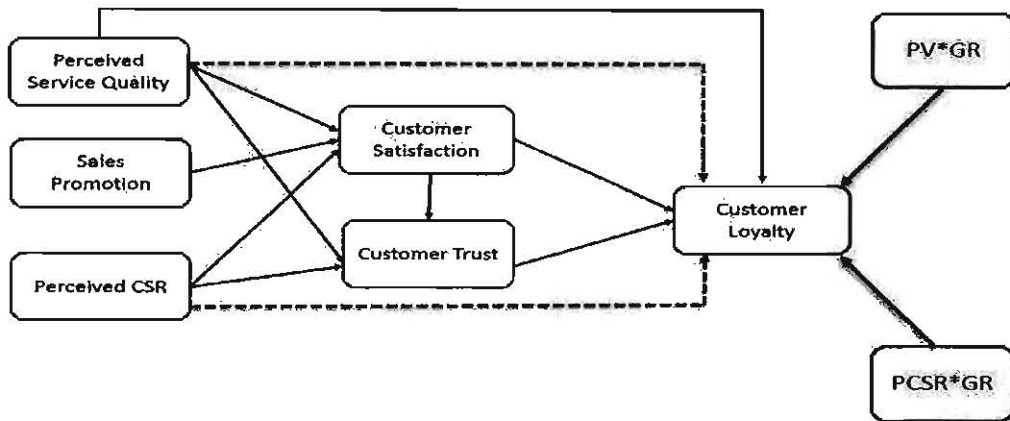 Perceived
Service Quality
Sales
Promotion
Perceived CSR
Customer
Satisfaction
Customer Trust
Customer
Loyalty
PV*GR
PCSR*GR